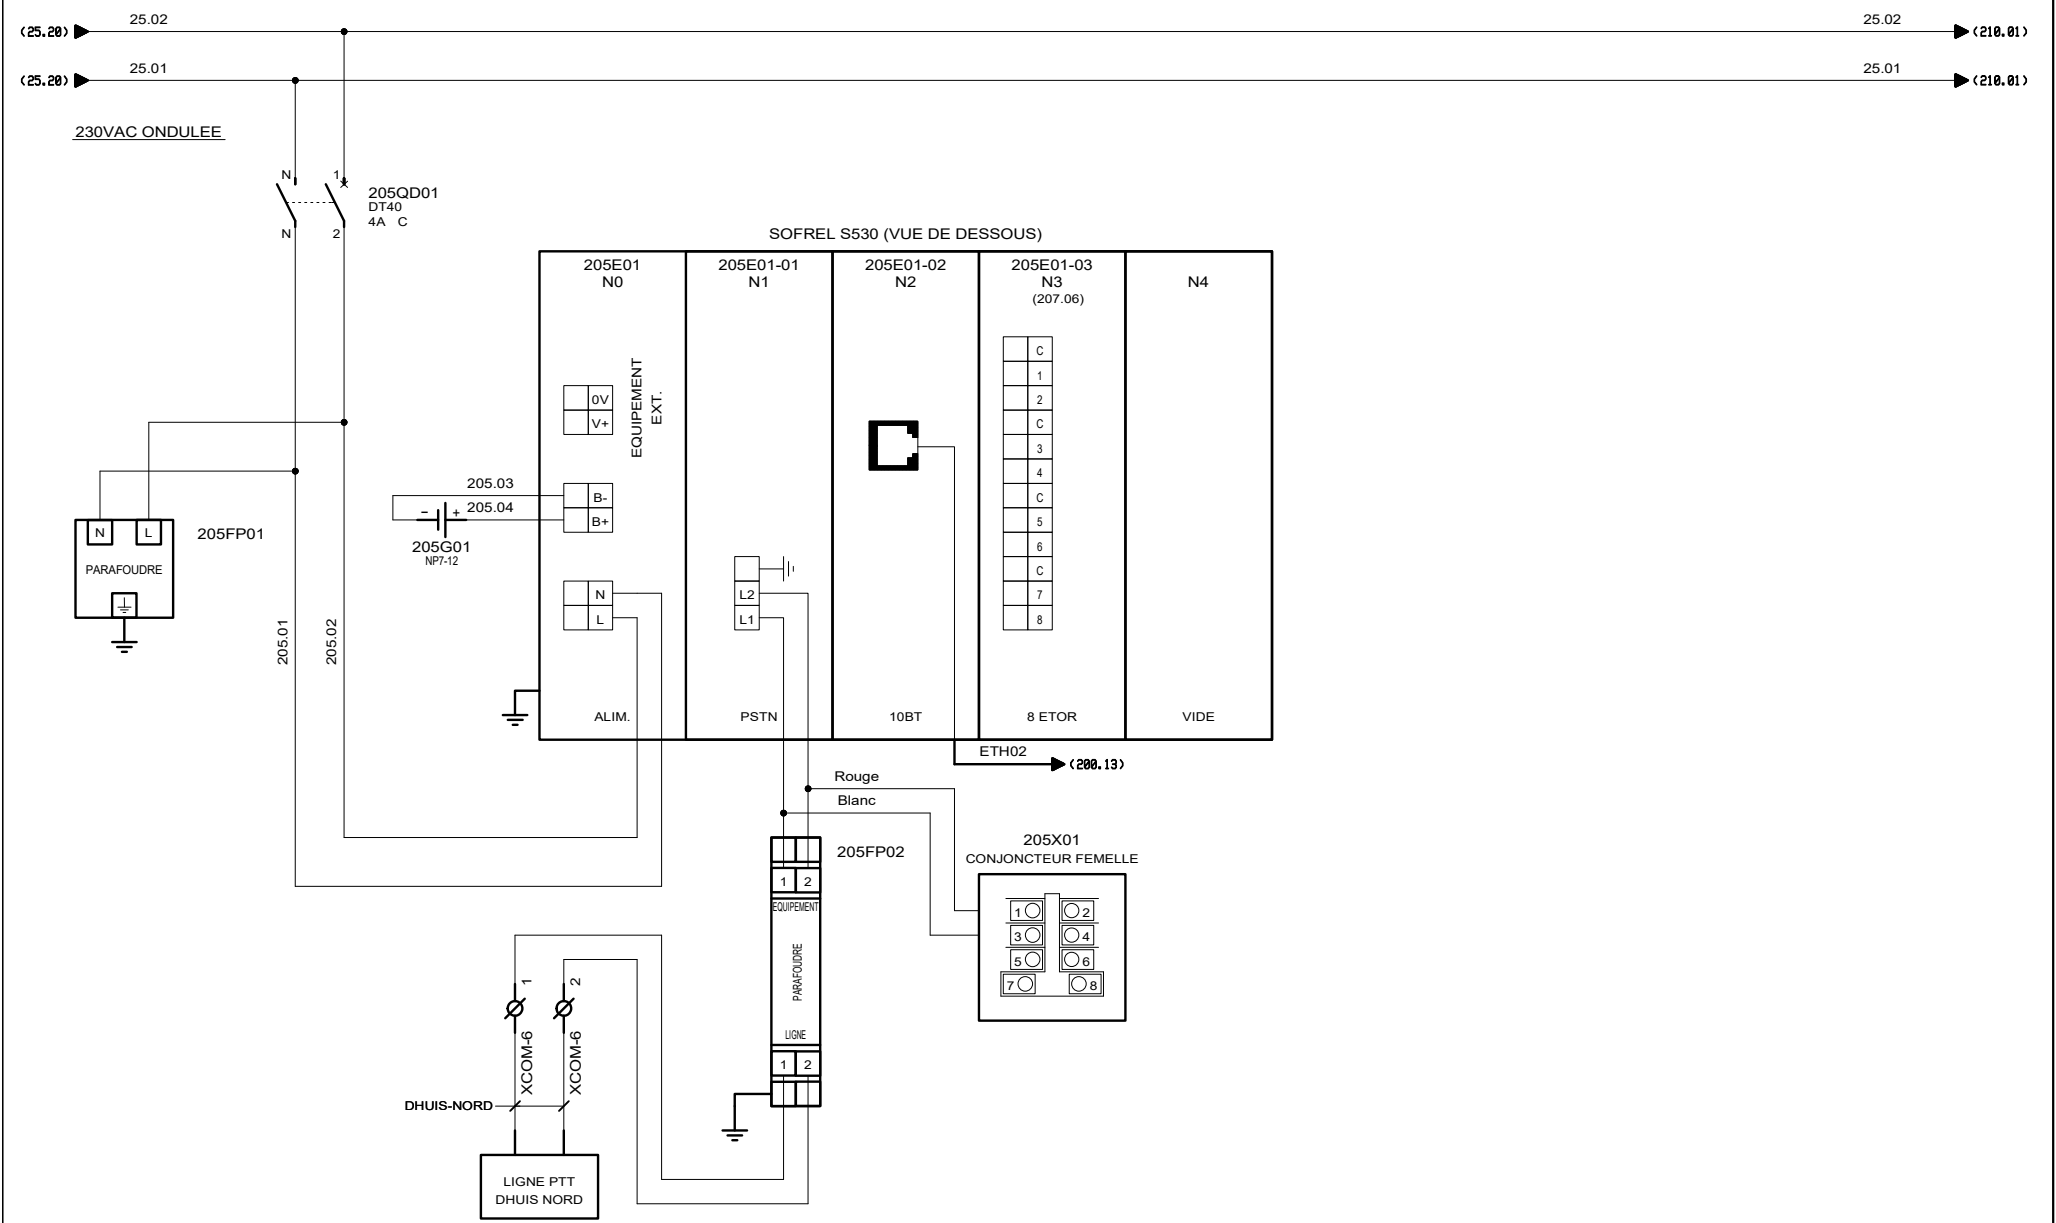 25.02
25.02
(25.20)
(210.01)
25.01
25.01
(25.20)
(210.01)
230VAC ONDULEE
N
1
205QD01
DT40
4A C
N
2
SOFREL S530 (VUE DE DESSOUS)
205E01
N0
205E01-01
N1
205E01-02
N2
205E01-03
N3
(207.06)
N4
EQUIPEMENT
EXT.
0V
V+
205.03
B-
- +
205.04
B+
205G01
NP7-12
N
L
L2
L1
C
1
2
C
3
4
C
5
6
C
7
8
N
L
205FP01
PARAFOUDRE
205.01
205.02
ALIM.
PSTN
10BT
8 ETOR
VIDE
ETH02
(200.13)
Rouge
Blanc
205FP02
1 2
EQUIPEMENT
PARAFOUDRE
LIGNE
1 2
205X01
CONJONCTEUR FEMELLE
1 2
3 4
5 6
7 8
1
2
XCOM-6
XCOM-6
DHUIS-NORD
LIGNE PTT
DHUIS NORD